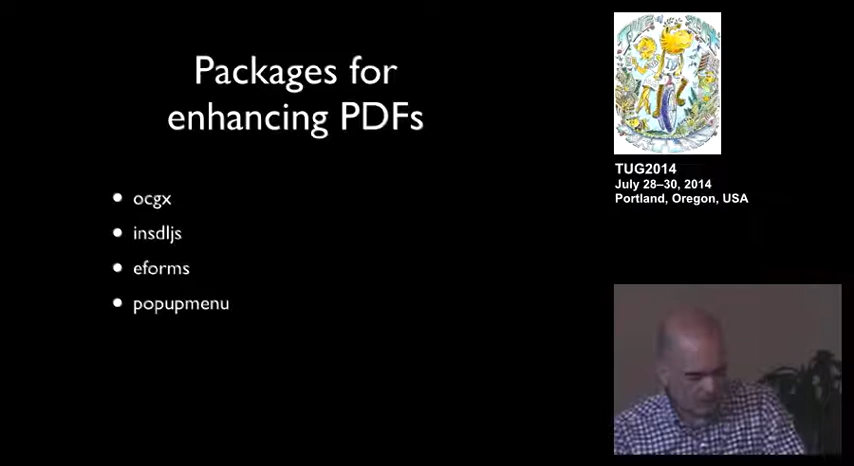 Packages for
enhancing PDFs
ocgx
insdljs
eforms
popupmenu
TUG2014
July 28–30, 2014
Portland, Oregon, USA